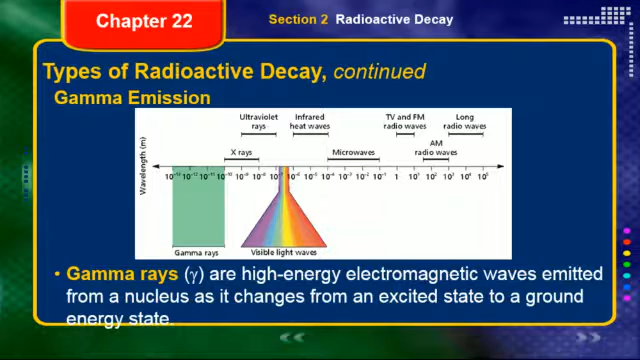 Chapter 22
Section 2 Radioactive Decay
Types of Radioactive Decay, continued
Gamma Emission
Ultraviolet rays
Infrared heat waves
TV and FM radio waves
Long radio waves
X rays
Microwaves
AM radio waves
Wavelength (m)
Gamma rays
Visible light waves
• Gamma rays (γ) are high-energy electromagnetic waves emitted
from a nucleus as it changes from an excited state to a ground
energy state.